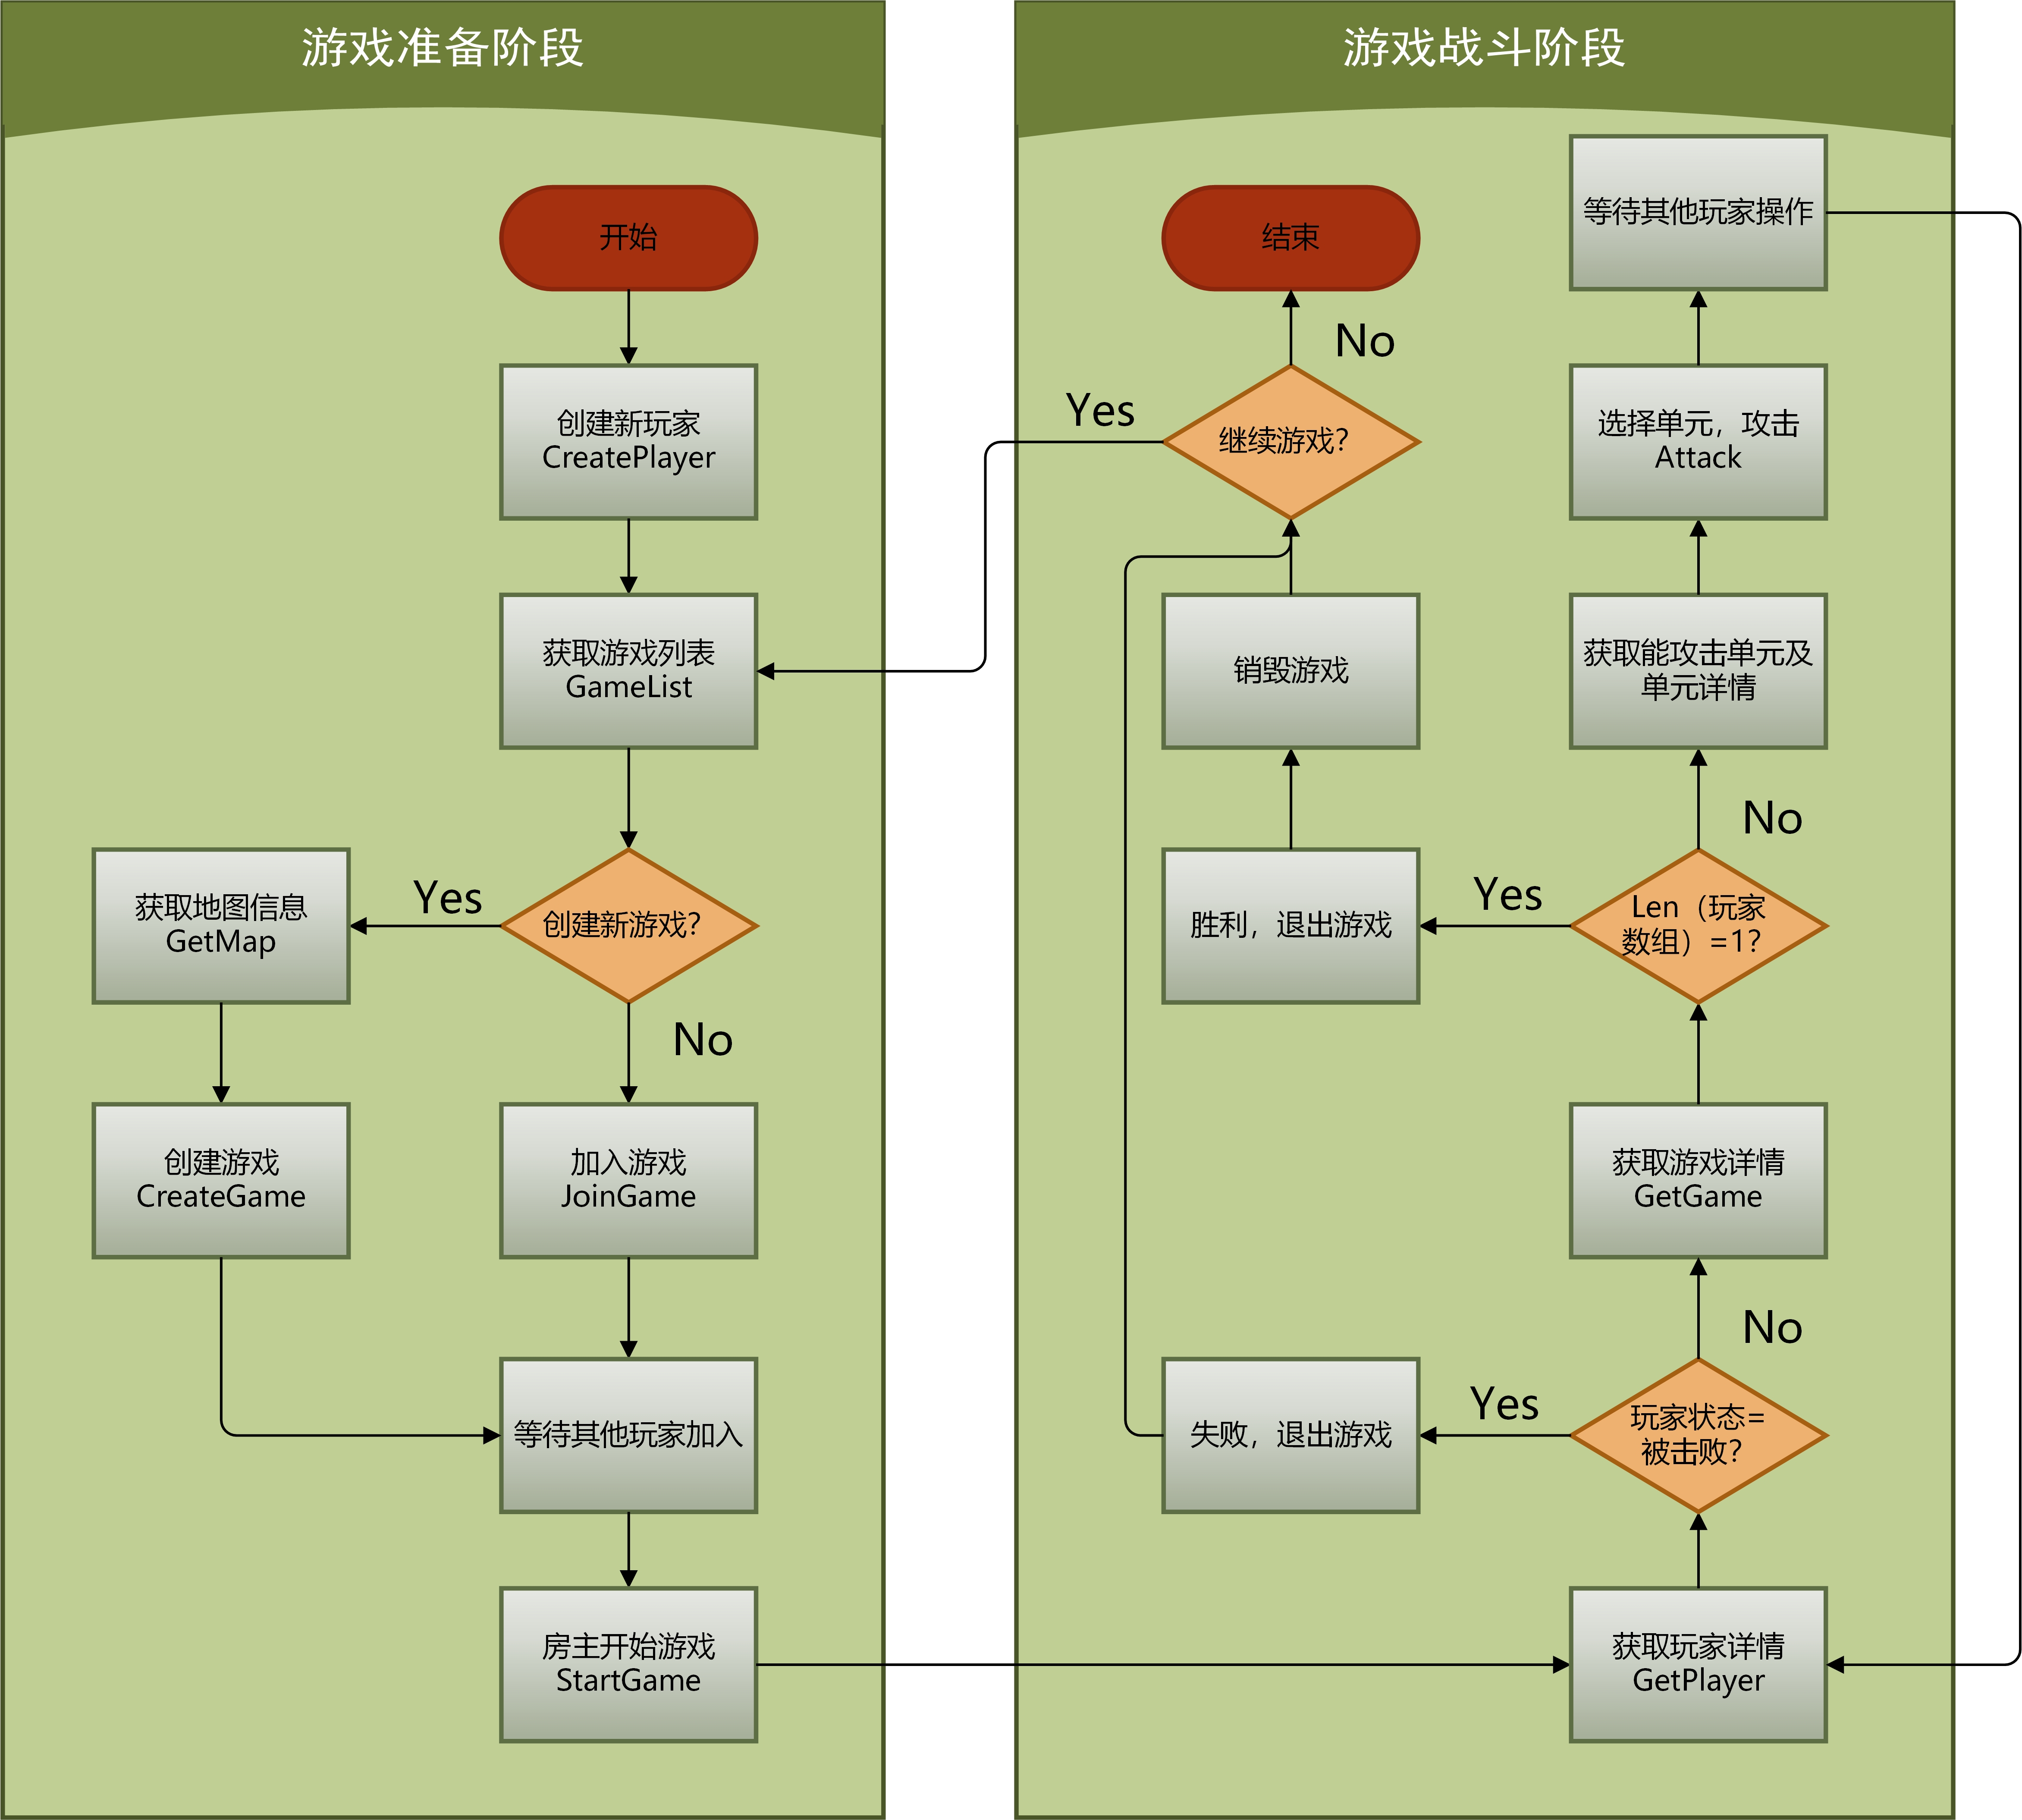 游戏准备阶段
开始
创建新玩家
CreatePlayer
获取游戏列表
GameList
创建新游戏?
Yes
No
获取地图信息
GetMap
创建游戏
CreateGame
加入游戏
JoinGame
等待其他玩家加入
房主开始游戏
StartGame
游戏战斗阶段
结束
No
Yes
继续游戏?
销毁游戏
胜利，退出游戏
失败，退出游戏
等待其他玩家操作
选择单元，攻击
Attack
获取能攻击单元及
单元详情
No
Yes
Len（玩家
数组）=1?
获取游戏详情
GetGame
No
Yes
玩家状态=
被击败?
获取玩家详情
GetPlayer